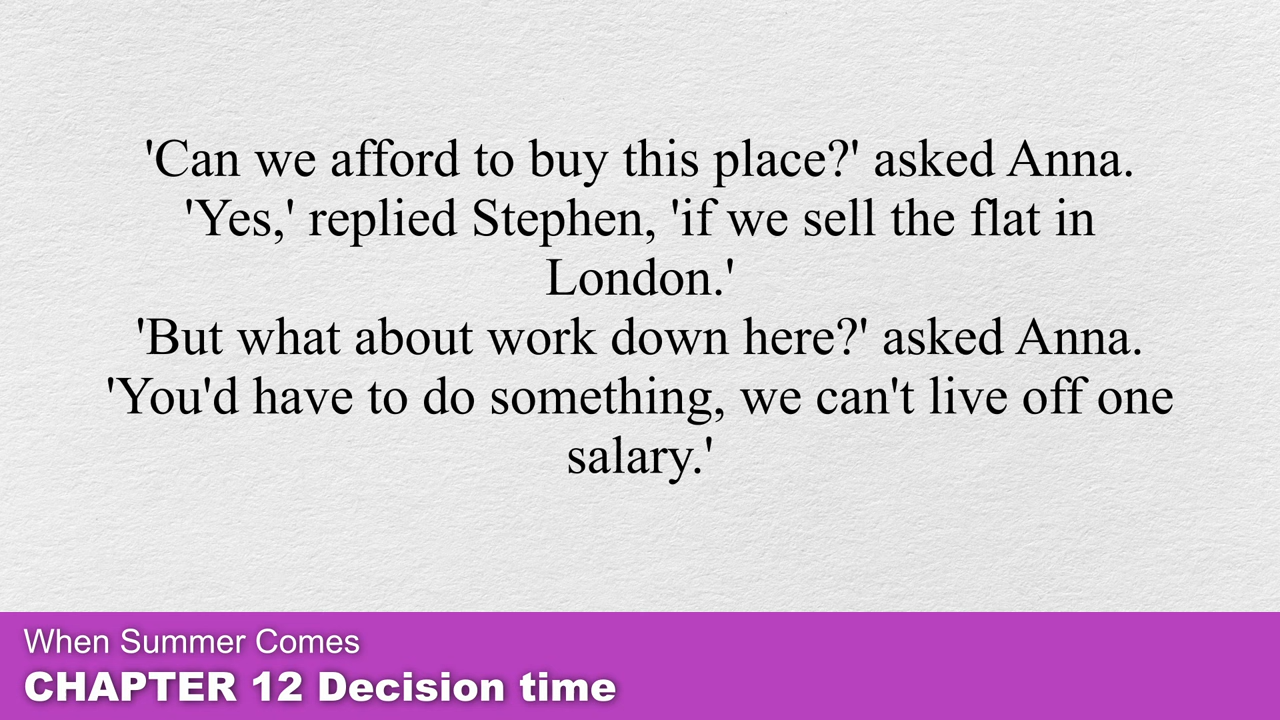 'Can we afford to buy this place?' asked Anna.
'Yes,' replied Stephen, 'if we sell the flat in
London.'
'But what about work down here?' asked Anna.
'You'd have to do something, we can't live off one
salary.'
When Summer Comes
CHAPTER 12 Decision time